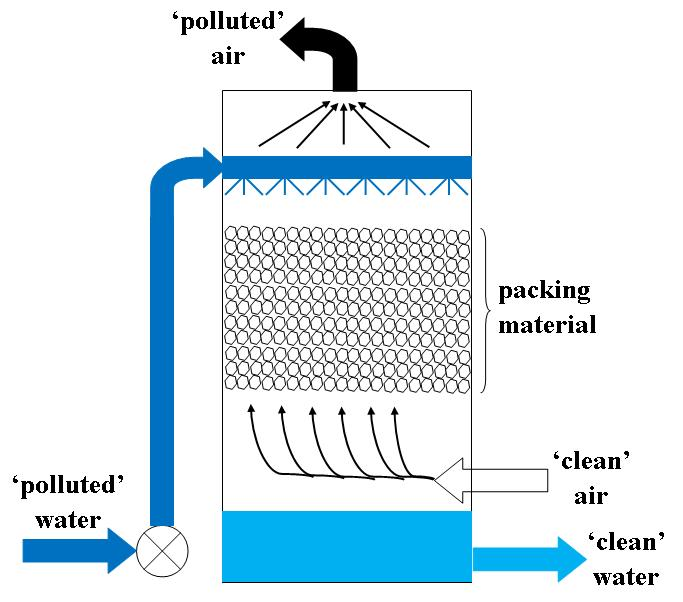 ‘polluted’
air
packing
material
‘clean’
air
‘polluted’
water
‘clean’
water